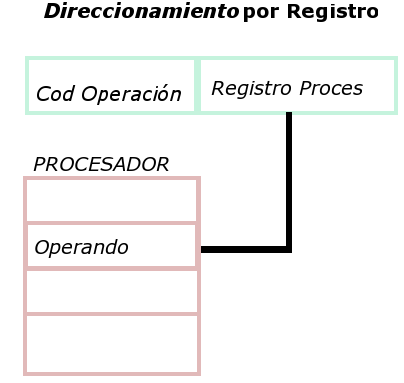 Direccionamiento por Registro
Cod Operación
Registro Proces
PROCESADOR
Operando